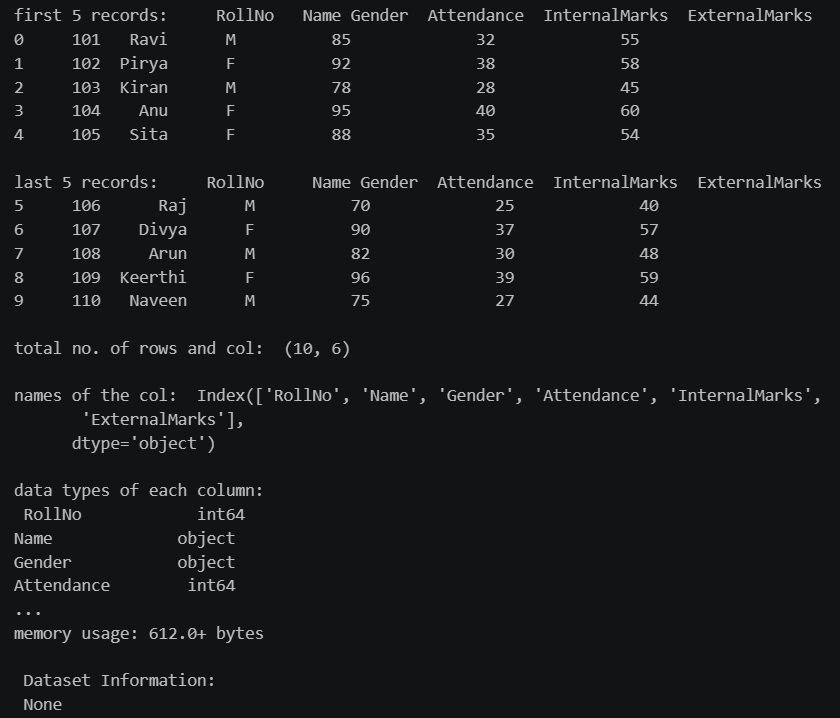 first 5 records:     RollNo   Name Gender  Attendance  InternalMarks  ExternalMarks
0     101   Ravi      M          85             32             55
1     102  Pirya      F          92             38             58
2     103  Kiran      M          78             28             45
3     104    Anu      F          95             40             60
4     105   Sita      F          88             35             54
last 5 records:     RollNo     Name Gender  Attendance  InternalMarks  ExternalMarks
5     106      Raj      M          70             25             40
6     107    Divya      F          90             37             57
7     108     Arun      M          82             30             48
8     109  Keerthi      F          96             39             59
9     110   Naveen      M          75             27             44
total no. of rows and col:  (10, 6)
names of the col:  Index(['RollNo', 'Name', 'Gender', 'Attendance', 'InternalMarks',
       'ExternalMarks'],
      dtype='object')
data types of each column:
 RollNo            int64
Name             object
Gender           object
Attendance        int64
...
memory usage: 612.0+ bytes
 Dataset Information:
 None